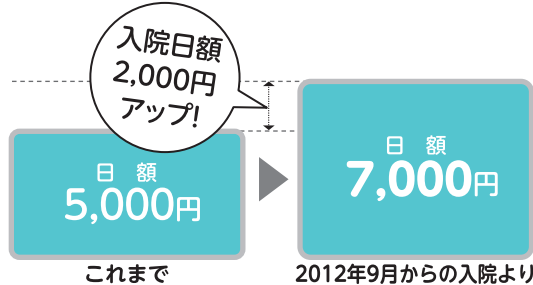 入院日額
2,000円
アップ!
日 額
5,000円
日 額
7,000円
これまで
2012年9月からの入院より